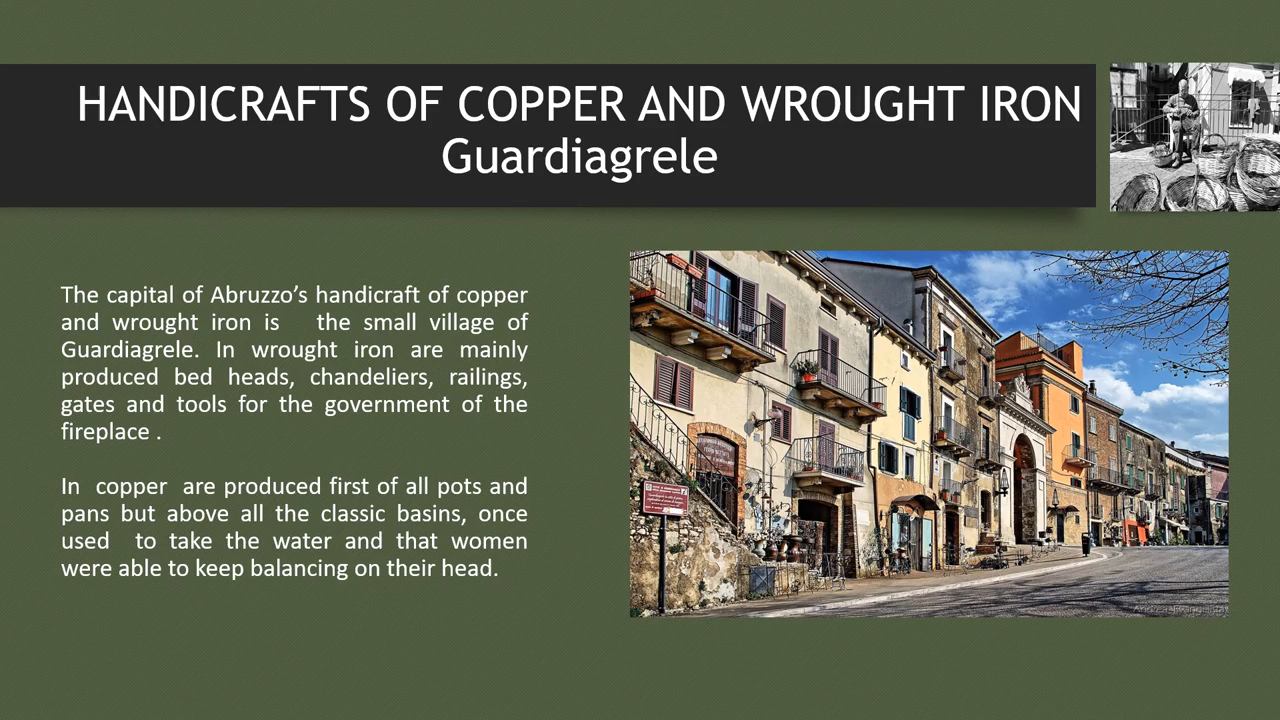 HANDICRAFTS OF COPPER AND WROUGHT IRON
Guardiagrele
The capital of Abruzzo’s handicraft of copper
and wrought iron is   the small village of
Guardiagrele. In wrought iron are mainly
produced bed heads, chandeliers, railings,
gates and tools for the government of the
fireplace .
In  copper  are produced first of all pots and
pans but above all the classic basins, once
used  to take the water and that women
were able to keep balancing on their head.